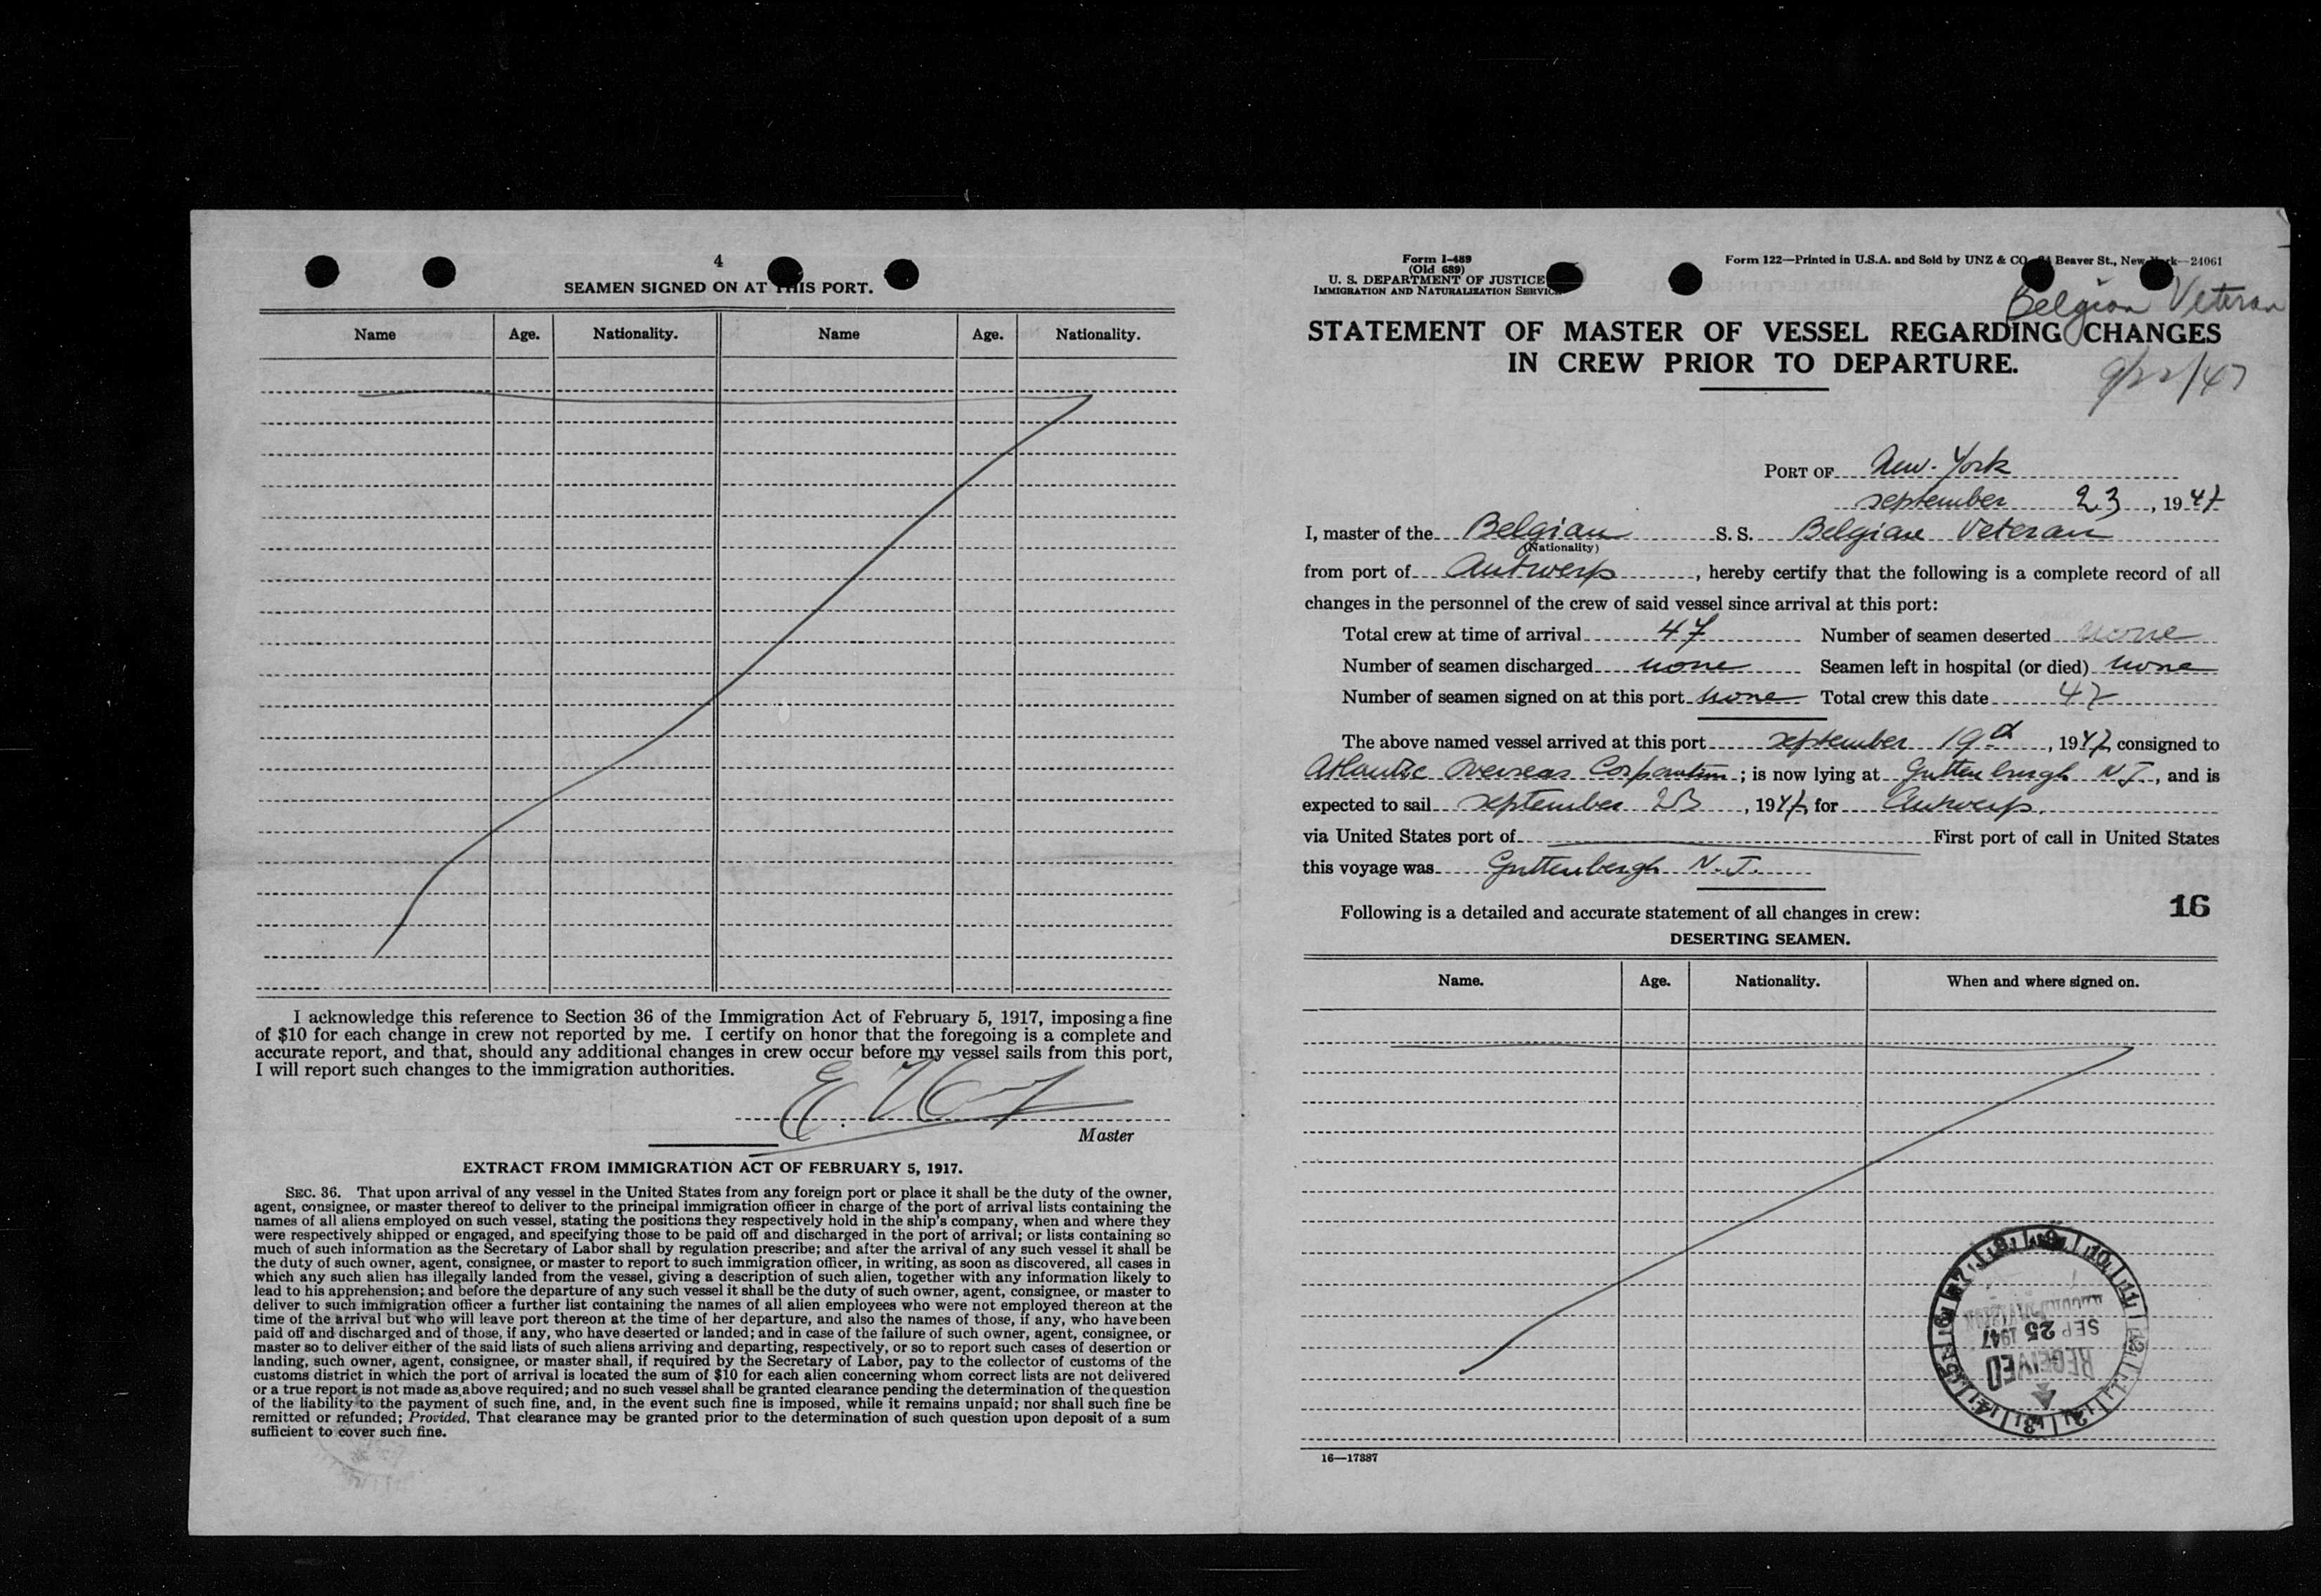 4
SEAMEN SIGNED ON AT THIS PORT.
Name Age. Nationality. Name Age. Nationality.
I acknowledge this reference to Section 36 of the Immigration Act of February 5, 1917, imposing a fine
of $10 for each change in crew not reported by me. I certify on honor that the foregoing is a complete and
accurate report, and that, should any additional changes in crew occur before my vessel sails from this port,
I will report such changes to the immigration authorities.
E.
Master
EXTRACT FROM IMMIGRATION ACT OF FEBRUARY 5, 1917.
SEC. 36. That upon arrival of any vessel in the United States from any foreign port or place it shall be the duty of the owner,
agent, consignee, or master thereof to deliver to the principal immigration officer in charge of the port of arrival lists containing the
names of all aliens employed on such vessel, stating the positions they respectively hold in the ship's company, when and where they
were respectively shipped or engaged, and specifying those to be paid off and discharged in the port of arrival; or lists containing so
much of such information as the Secretary of Labor shall by regulation prescribe; and after the arrival of any such vessel it shall be
the duty of such owner, agent, consignee, or master to report to such immigration officer, in writing, as soon as discovered, all cases in
which any such alien has illegally landed from the vessel, giving a description of such alien, together with any information likely to
lead to his apprehension; and before the departure of any such vessel it shall be the duty of such owner, agent, consignee, or master to
deliver to such immigration officer a further list containing the names of all alien employees who were not employed thereon at the
time of the arrival but who will leave port thereon at the time of her departure, and also the names of those, if any, who have been
paid off and discharged and of those, if any, who have deserted or landed; and in case of the failure of such owner, agent, consignee, or
master so to deliver either of the said lists of such aliens arriving and departing, respectively, or so to report such cases of desertion or
landing, such owner, agent, consignee, or master shall, if required by the Secretary of Labor, pay to the collector of customs of the
customs district in which the port of arrival is located the sum of $10 for each alien concerning whom correct lists are not delivered
or a true report is not made as above required; and no such vessel shall be granted clearance pending the determination of the question
of the liability to the payment of such fine, and, in the event such fine is imposed, while it remains unpaid; nor shall such fine be
remitted or refunded; Provided, That clearance may be granted prior to the determination of such question upon deposit of a sum
sufficient to cover such fine.
Form I-489
(Old 689)
U. S. DEPARTMENT OF JUSTICE
IMMIGRATION AND NATURALIZATION SERVICE
Form 122—Printed in U.S.A. and Sold by UNZ & CO. Beaver St., New York—24061
Belgian Veteran
STATEMENT OF MASTER OF VESSEL REGARDING CHANGES
IN CREW PRIOR TO DEPARTURE.
9/22/47
PORT OF New-York
september 23, 1947
I, master of the Belgian S. S. Belgian Veteran
(Nationality)
from port of Antwerp, hereby certify that the following is a complete record of all
changes in the personnel of the crew of said vessel since arrival at this port:
Total crew at time of arrival 47 Number of seamen deserted none
Number of seamen discharged none Seamen left in hospital (or died) none
Number of seamen signed on at this port none Total crew this date 47
The above named vessel arrived at this port september 19d, 1947 consigned to
Atlantic Overseas Corporation; is now lying at Guttenburgh N.J., and is
expected to sail september 23, 1947, for Antwerp.
via United States port of First port of call in United States
this voyage was Guttenbergh N.J.
Following is a detailed and accurate statement of all changes in crew:
16
DESERTING SEAMEN.
Name. Age. Nationality. When and where signed on.
RECEIVED
SEP 25 1947
16—17387